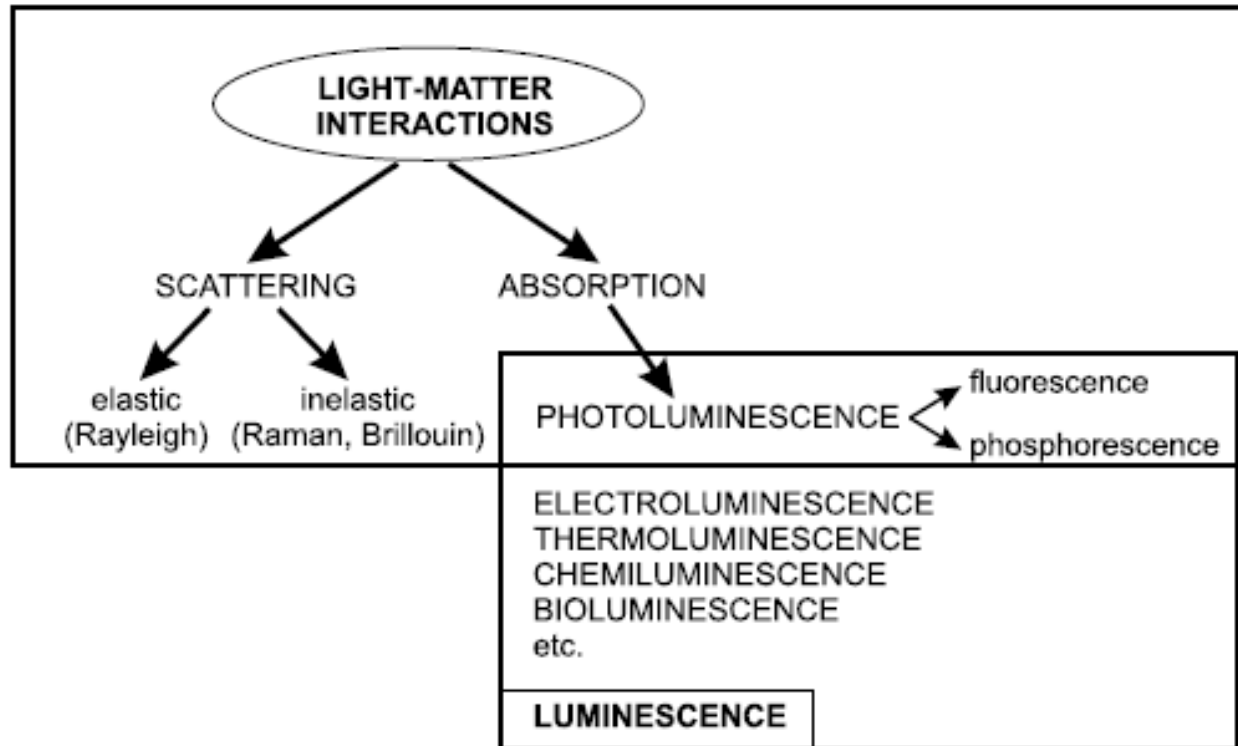 LIGHT-MATTER
INTERACTIONS
SCATTERING
ABSORPTION
elastic
(Rayleigh)
inelastic
(Raman, Brillouin)
PHOTOLUMINESCENCE
fluorescence
phosphorescence
ELECTROLUMINESCENCE
THERMOLUMINESCENCE
CHEMILUMINESCENCE
BIOLUMINESCENCE
etc.
LUMINESCENCE